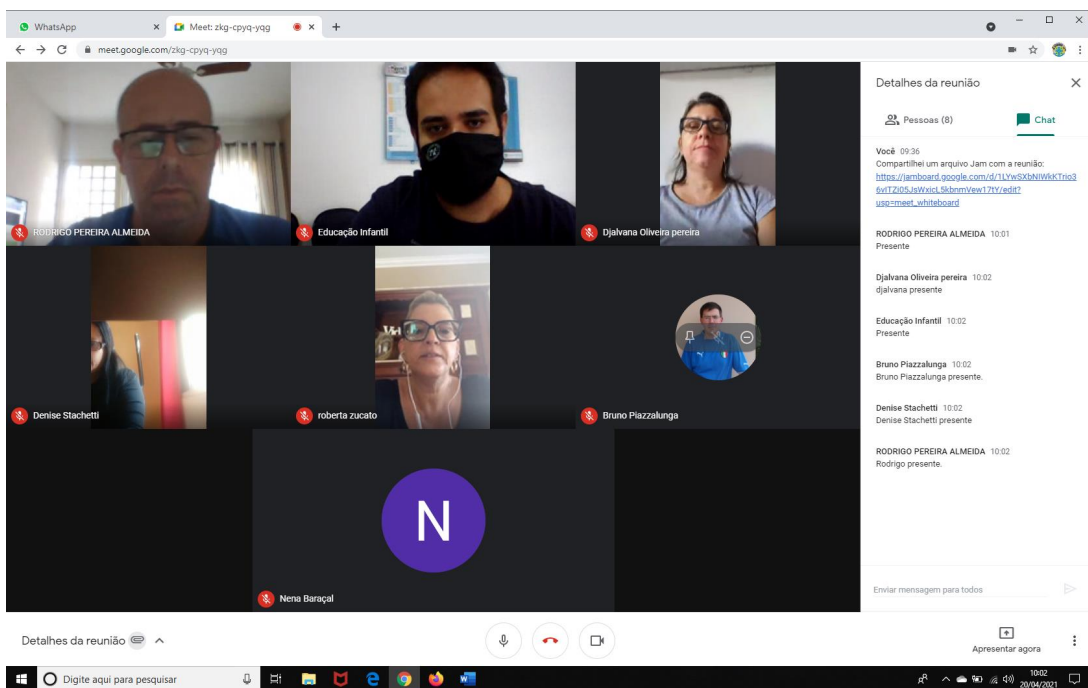 WhatsApp
Meet: zkg-cpyq-yqg
meet.google.com/zkg-cpyq-yqg
RODRIGO PEREIRA ALMEIDA
Educação Infantil
Djalvana Oliveira pereira
Denise Stachetti
roberta zucato
Bruno Piazzalunga
N
Nena Baraçal
Detalhes da reunião
Pessoas (8)
Chat
Você 09:36
Compartilhei um arquivo Jam com a reunião:
https://jamboard.google.com/d/1LYwSXbNIWkKTrio3
6vITZi05JsWxicL5kbnmVew17tY/edit?
usp=meet_whiteboard
RODRIGO PEREIRA ALMEIDA 10:01
Presente
Djalvana Oliveira pereira 10:02
djalvana presente
Educação Infantil 10:02
Presente
Bruno Piazzalunga 10:02
Bruno Piazzalunga presente.
Denise Stachetti 10:02
Denise Stachetti presente
RODRIGO PEREIRA ALMEIDA 10:02
Rodrigo presente.
Enviar mensagem para todos
Detalhes da reunião
Apresentar agora
Digite aqui para pesquisar
10:02
20/04/2021